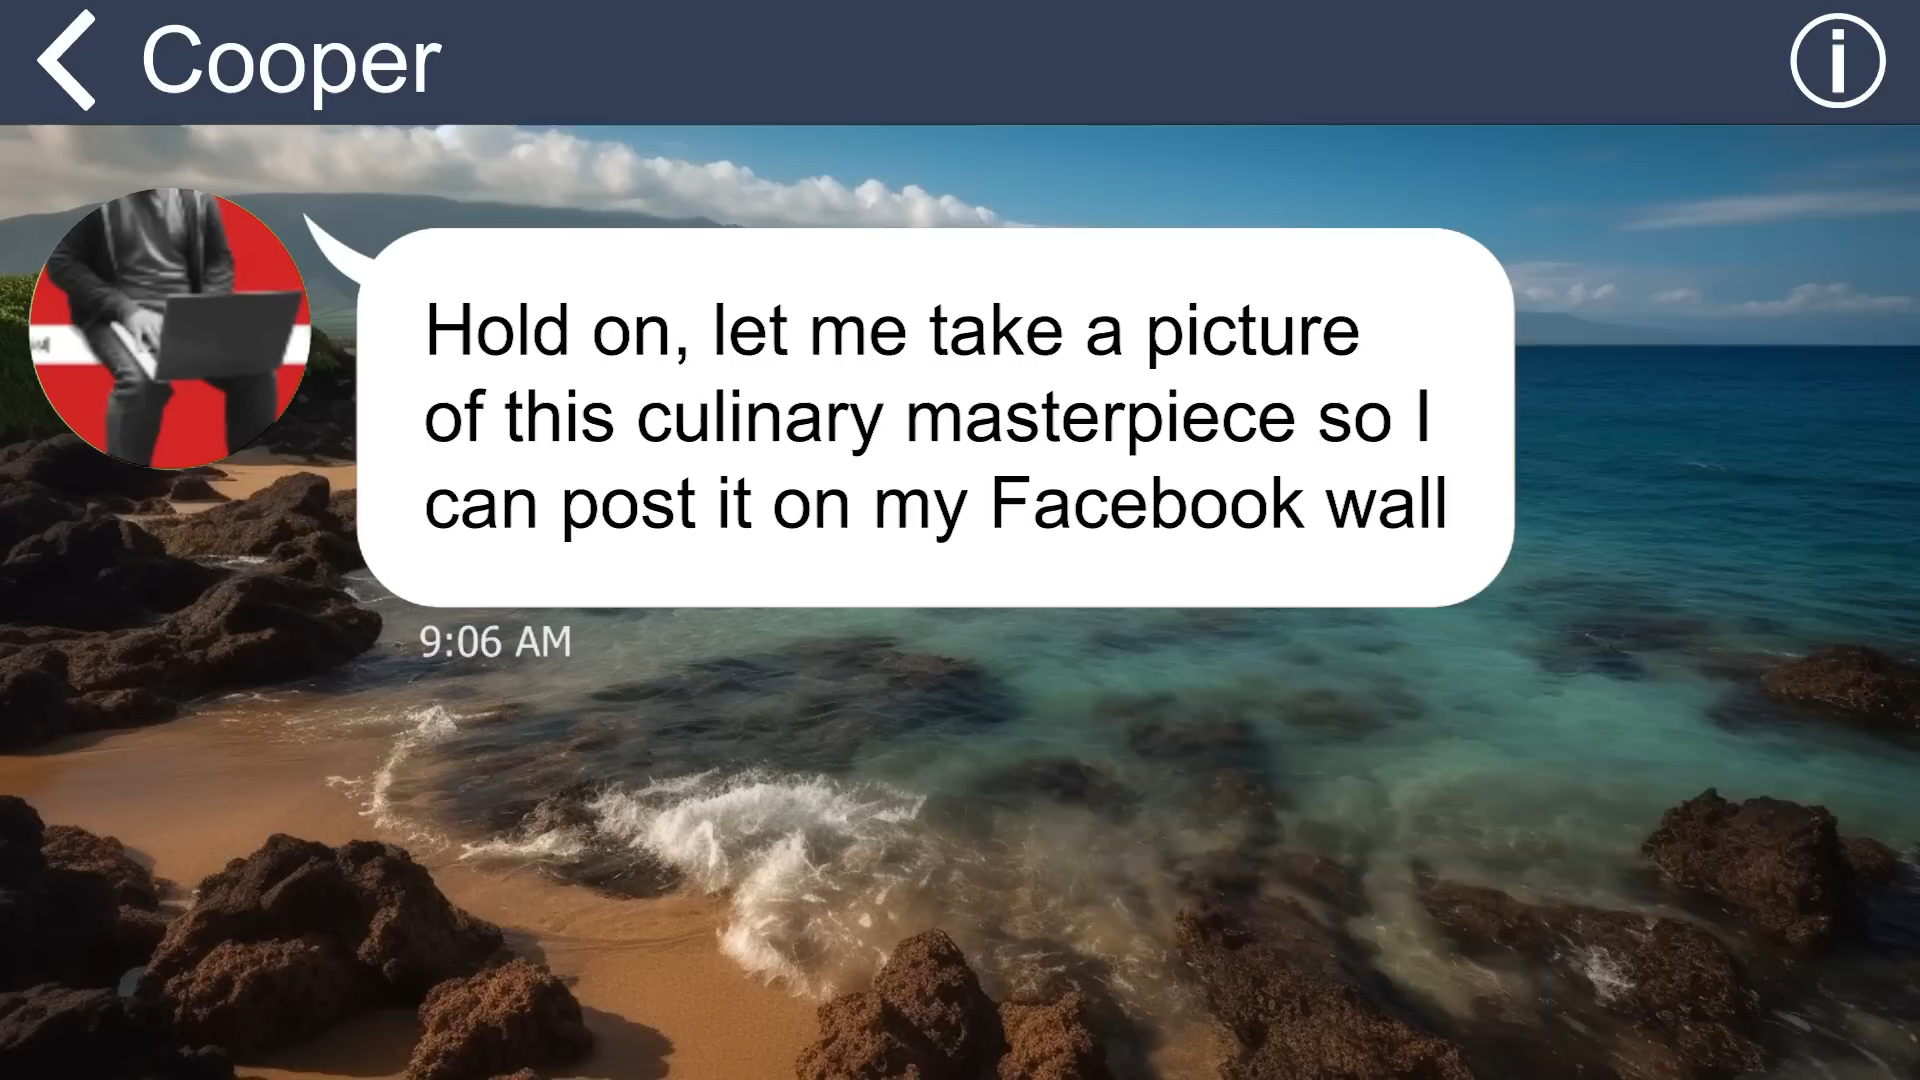 Cooper
Hold on, let me take a picture
of this culinary masterpiece so I
can post it on my Facebook wall
9:06 AM